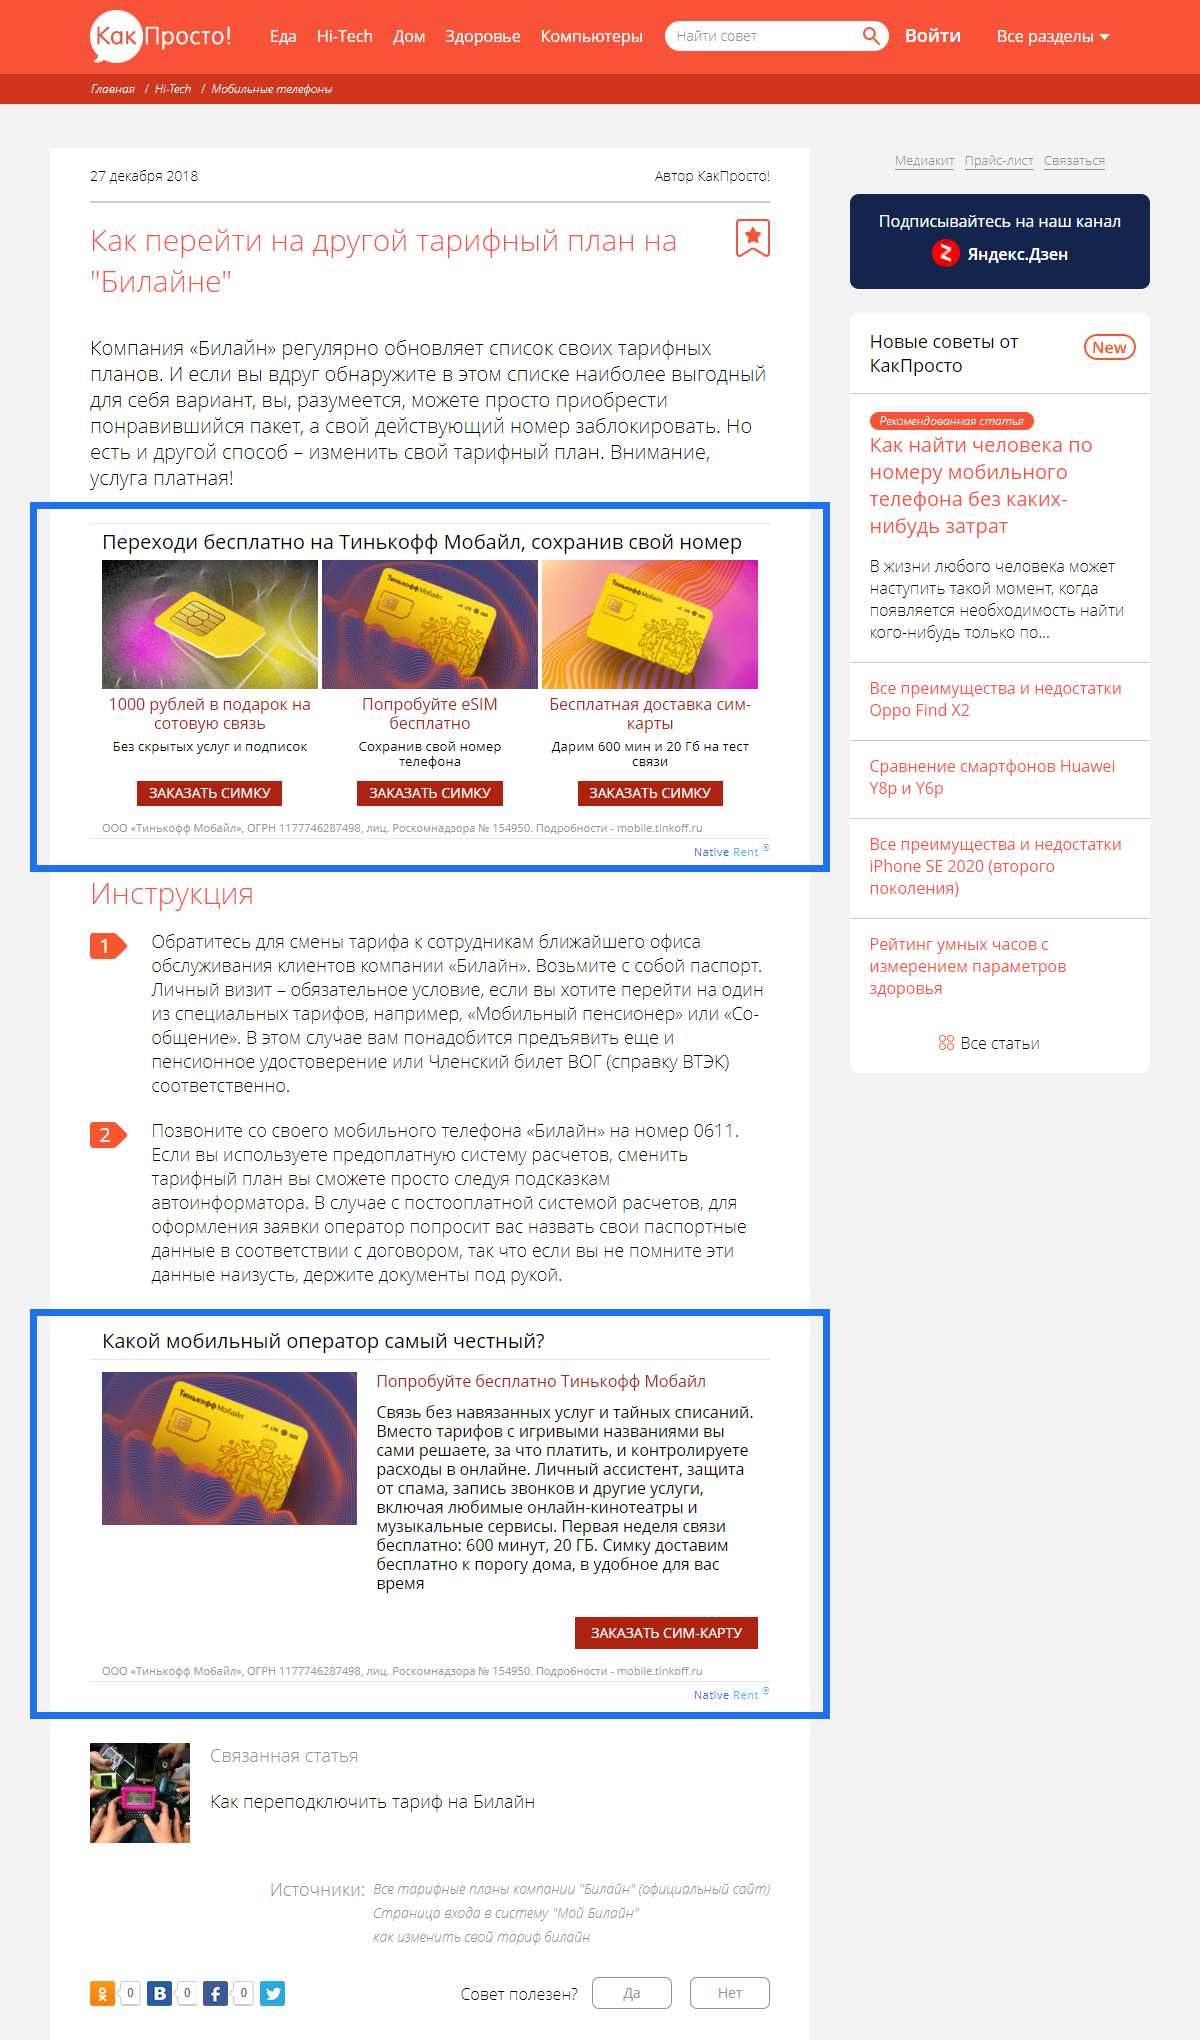 КакПросто!
Еда Hi-Tech Дом Здоровье Компьютеры
Найти совет
Войти
Все разделы
Главная / Hi-Tech / Мобильные телефоны
27 декабря 2018
Автор КакПросто!
Как перейти на другой тарифный план на
"Билайне"
Компания «Билайн» регулярно обновляет список своих тарифных
планов. И если вы вдруг обнаружите в этом списке наиболее выгодный
для себя вариант, вы, разумеется, можете просто приобрести
понравившийся пакет, а свой действующий номер заблокировать. Но
есть и другой способ – изменить свой тарифный план. Внимание,
услуга платная!
Переходи бесплатно на Тинькофф Мобайл, сохранив свой номер
Тинькофф Мобайл
Тинькофф Мобайл
1000 рублей в подарок на
сотовую связь
Без скрытых услуг и подписок
ЗАКАЗАТЬ СИМКУ
Попробуйте eSIM
бесплатно
Сохранив свой номер
телефона
ЗАКАЗАТЬ СИМКУ
Бесплатная доставка сим-
карты
Дарим 600 мин и 20 Гб на тест
связи
ЗАКАЗАТЬ СИМКУ
ООО «Тинькофф Мобайл», ОГРН 1177746287498, лиц. Роскомнадзора № 154950. Подробности - mobile.tinkoff.ru
Native Rent ®
Инструкция
1
Обратитесь для смены тарифа к сотрудникам ближайшего офиса
обслуживания клиентов компании «Билайн». Возьмите с собой паспорт.
Личный визит – обязательное условие, если вы хотите перейти на один
из специальных тарифов, например, «Мобильный пенсионер» или «Со-
общение». В этом случае вам понадобится предъявить еще и
пенсионное удостоверение или Членский билет ВОГ (справку ВТЭК)
соответственно.
2
Позвоните со своего мобильного телефона «Билайн» на номер 0611.
Если вы используете предоплатную систему расчетов, сменить
тарифный план вы сможете просто следуя подсказкам
автоинформатора. В случае с постооплатной системой расчетов, для
оформления заявки оператор попросит вас назвать свои паспортные
данные в соответствии с договором, так что если вы не помните эти
данные наизусть, держите документы под рукой.
Какой мобильный оператор самый честный?
Тинькофф Мобайл
Попробуйте бесплатно Тинькофф Мобайл
Связь без навязанных услуг и тайных списаний.
Вместо тарифов с игривыми названиями вы
сами решаете, за что платить, и контролируете
расходы в онлайне. Личный ассистент, защита
от спама, запись звонков и другие услуги,
включая любимые онлайн-кинотеатры и
музыкальные сервисы. Первая неделя связи
бесплатно: 600 минут, 20 ГБ. Симку доставим
бесплатно к порогу дома, в удобное для вас
время
ЗАКАЗАТЬ СИМ-КАРТУ
ООО «Тинькофф Мобайл», ОГРН 1177746287498, лиц. Роскомнадзора № 154950. Подробности - mobile.tinkoff.ru
Native Rent ®
Связанная статья
Как переподключить тариф на Билайн
Источники:
Все тарифные планы компании "Билайн" (официальный сайт)
Страница входа в систему "Мой Билайн"
как изменить свой тариф билайн
0 0 0
Совет полезен?
Да
Нет
Медиакит Прайс-лист Связаться
Подписывайтесь на наш канал
Яндекс.Дзен
Новые советы от
КакПросто
New
Рекомендованная статья
Как найти человека по
номеру мобильного
телефона без каких-
нибудь затрат
В жизни любого человека может
наступить такой момент, когда
появляется необходимость найти
кого-нибудь только по...
Все преимущества и недостатки
Oppo Find X2
Сравнение смартфонов Huawei
Y8p и Y6p
Все преимущества и недостатки
iPhone SE 2020 (второго
поколения)
Рейтинг умных часов с
измерением параметров
здоровья
Все статьи